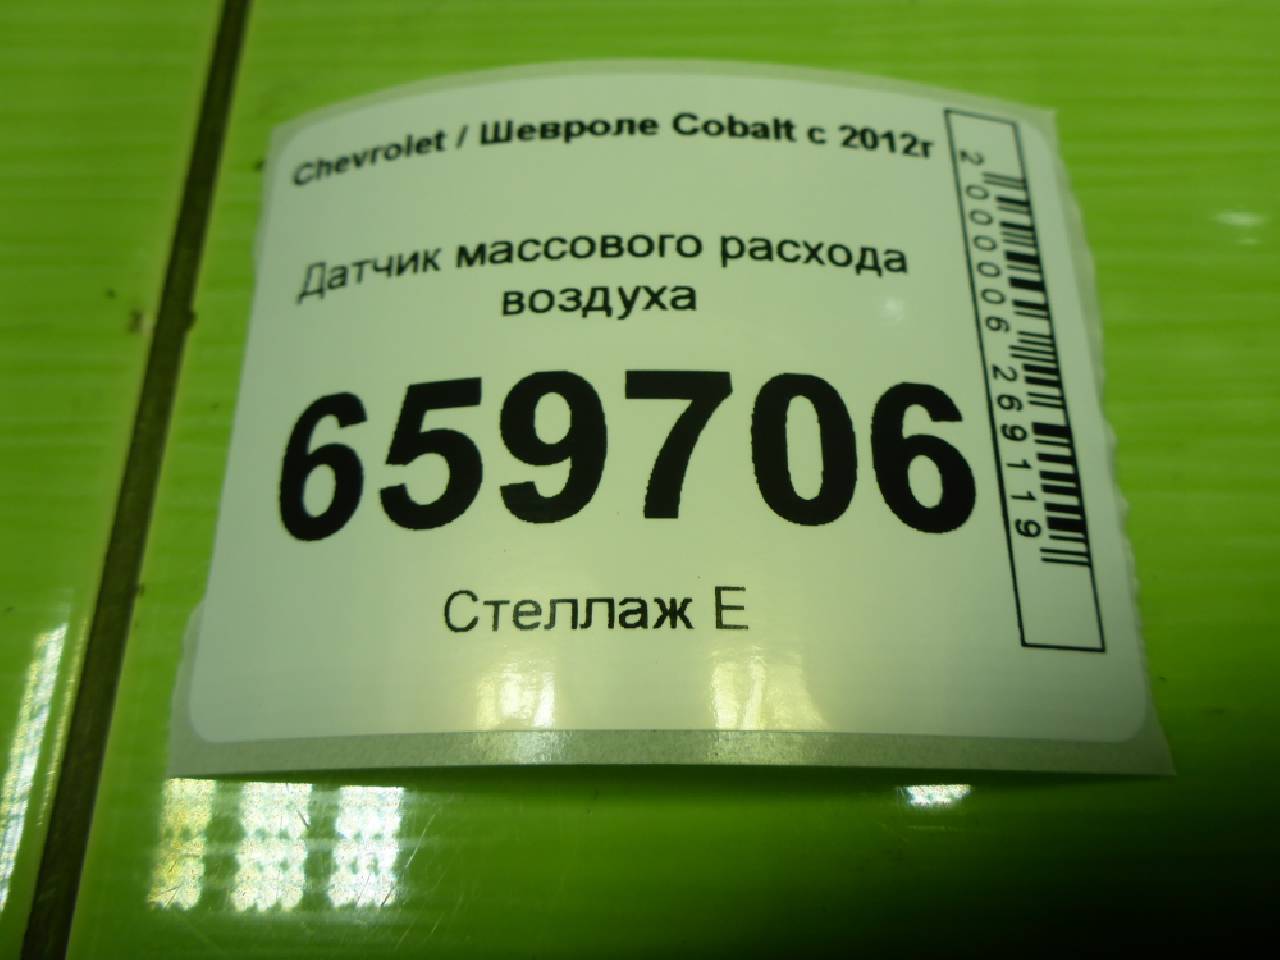 Chevrolet / Шевроле Cobalt с 2012г
Датчик массового расхода
воздуха
659706
Стеллаж Е
2000006269119